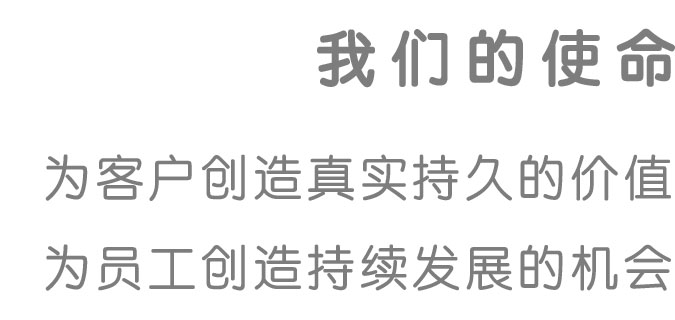 我们的使命
为客户创造真实持久的价值
为员工创造持续发展的机会